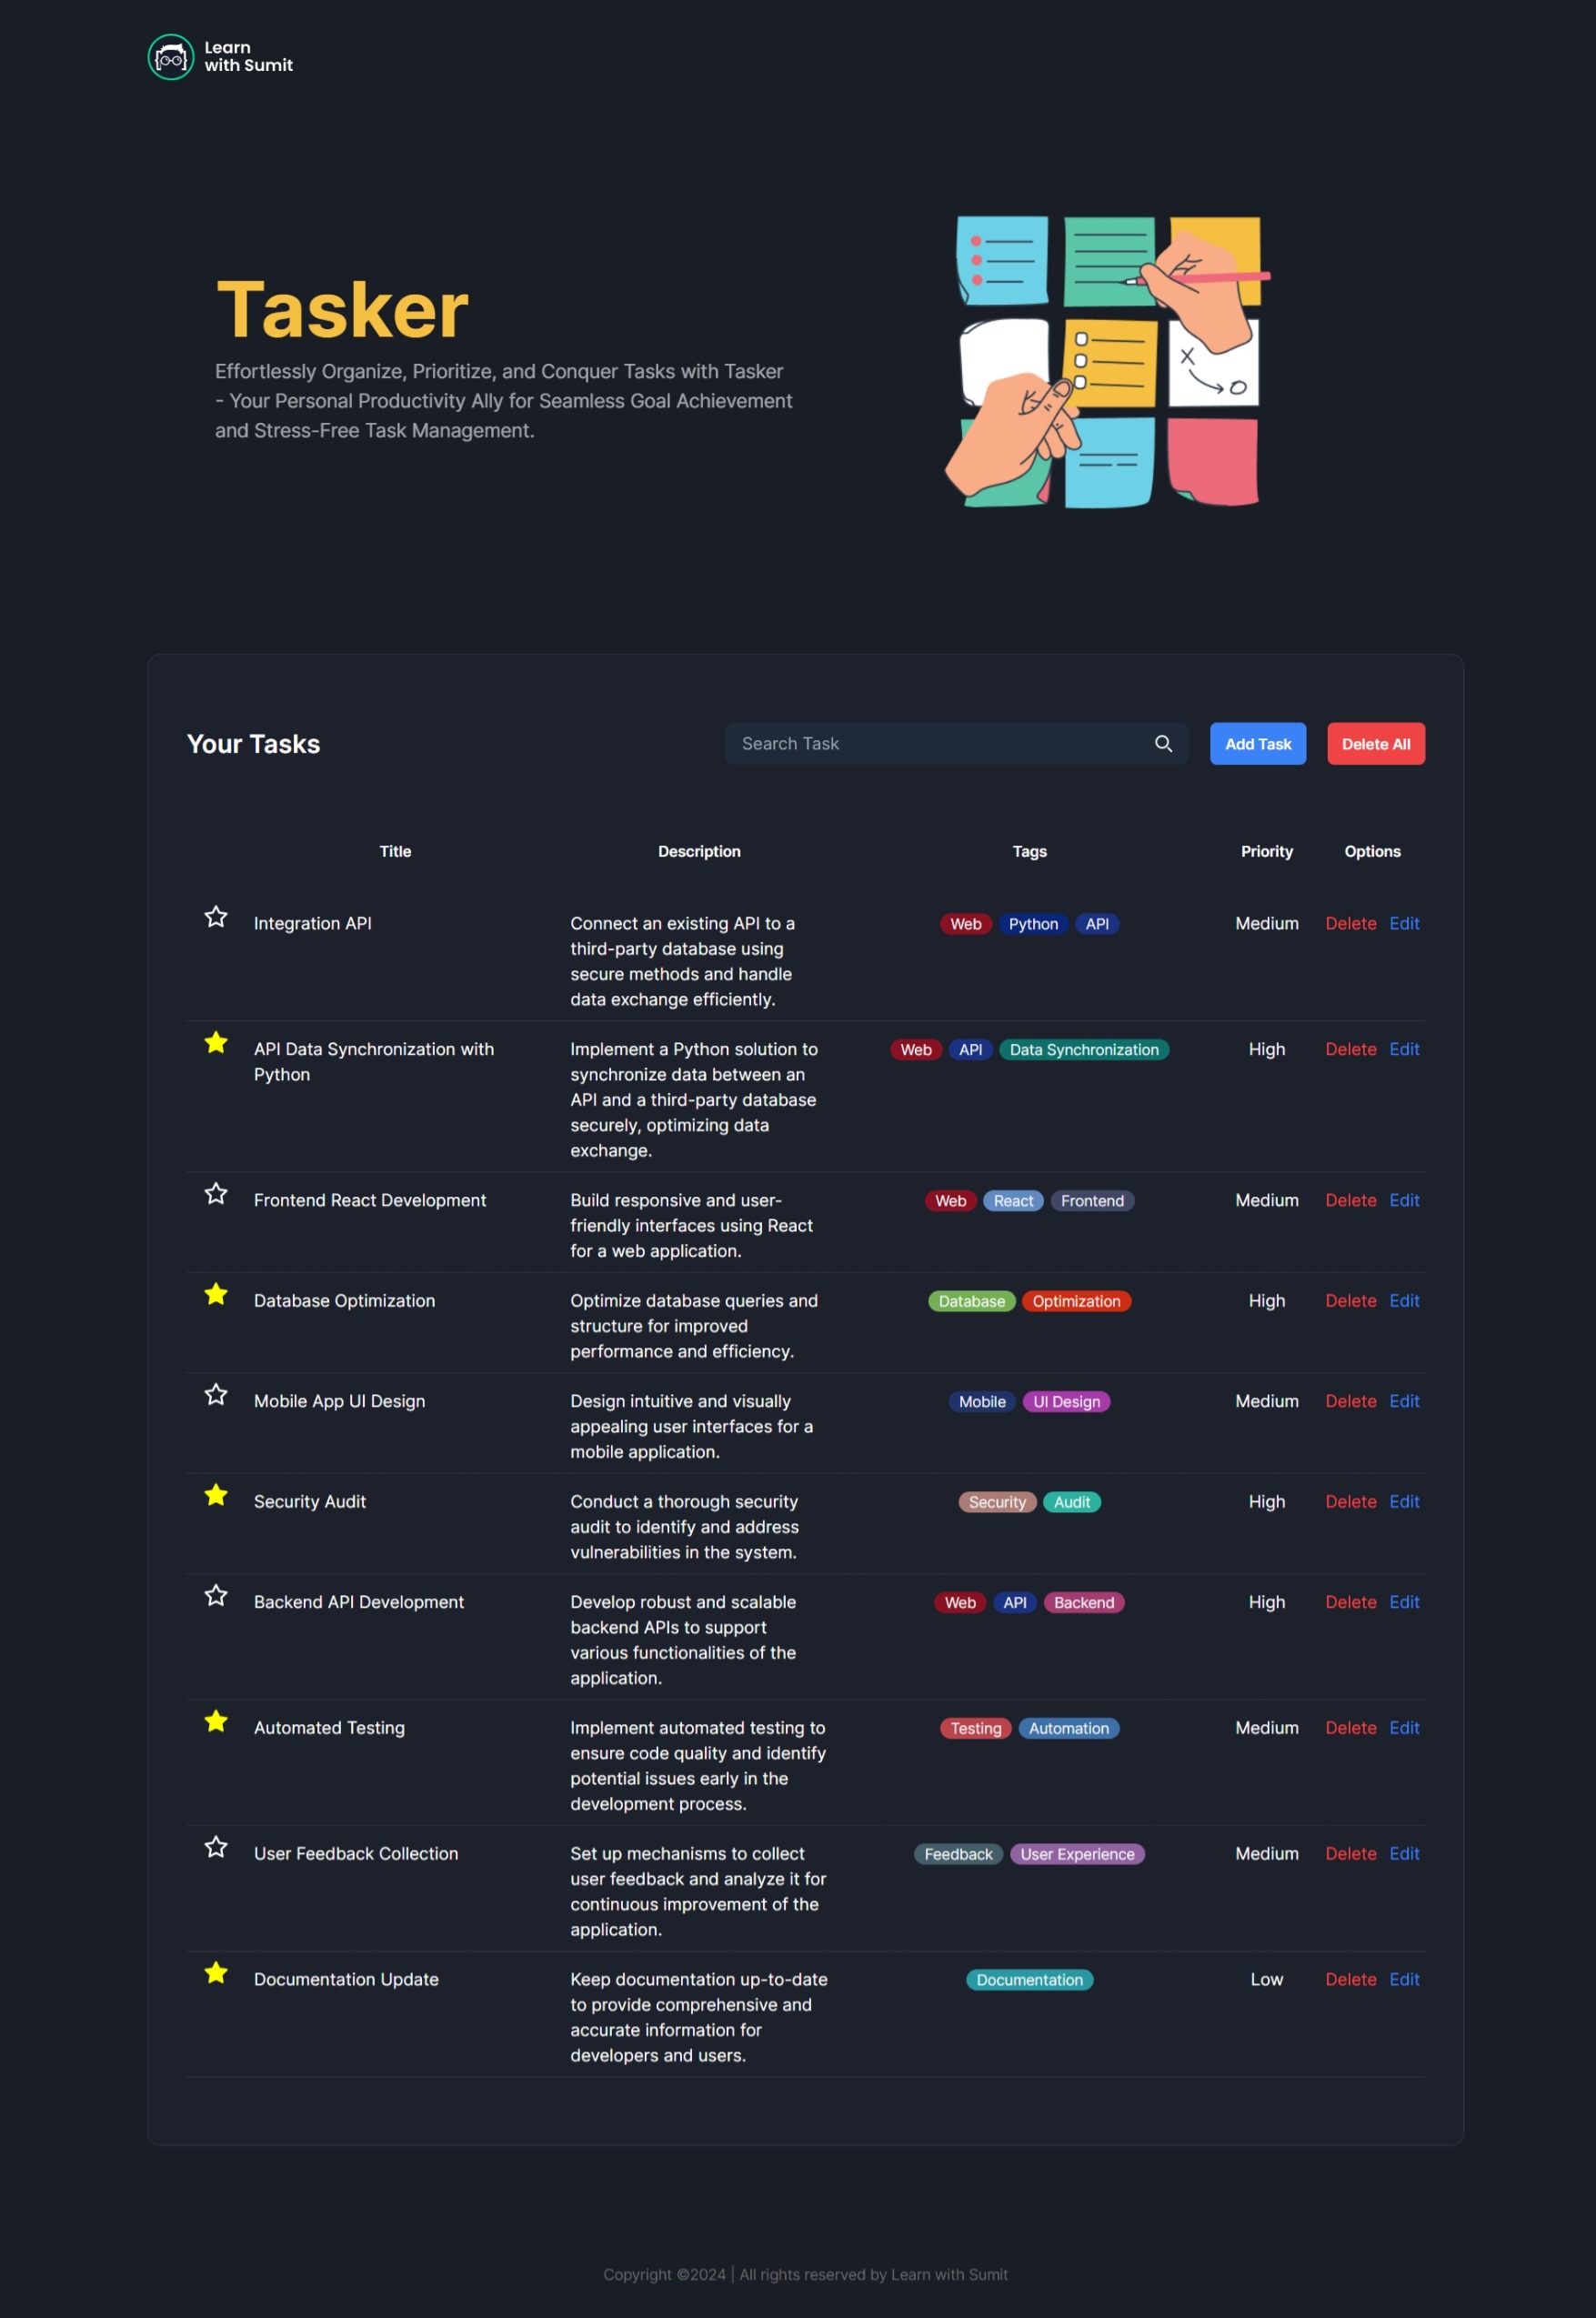 Learn
with Sumit
Tasker
Effortlessly Organize, Prioritize, and Conquer Tasks with Tasker
- Your Personal Productivity Ally for Seamless Goal Achievement
and Stress-Free Task Management.
Your Tasks
Search Task
Add Task
Delete All
Title Description Tags Priority Options
Integration API
Connect an existing API to a
third-party database using
secure methods and handle
data exchange efficiently.
Web Python API
Medium
Delete Edit
API Data Synchronization with
Python
Implement a Python solution to
synchronize data between an
API and a third-party database
securely, optimizing data
exchange.
Web API Data Synchronization
High
Delete Edit
Frontend React Development
Build responsive and user-
friendly interfaces using React
for a web application.
Web React Frontend
Medium
Delete Edit
Database Optimization
Optimize database queries and
structure for improved
performance and efficiency.
Database Optimization
High
Delete Edit
Mobile App UI Design
Design intuitive and visually
appealing user interfaces for a
mobile application.
Mobile UI Design
Medium
Delete Edit
Security Audit
Conduct a thorough security
audit to identify and address
vulnerabilities in the system.
Security Audit
High
Delete Edit
Backend API Development
Develop robust and scalable
backend APIs to support
various functionalities of the
application.
Web API Backend
High
Delete Edit
Automated Testing
Implement automated testing to
ensure code quality and identify
potential issues early in the
development process.
Testing Automation
Medium
Delete Edit
User Feedback Collection
Set up mechanisms to collect
user feedback and analyze it for
continuous improvement of the
application.
Feedback User Experience
Medium
Delete Edit
Documentation Update
Keep documentation up-to-date
to provide comprehensive and
accurate information for
developers and users.
Documentation
Low
Delete Edit
Copyright ©2024 | All rights reserved by Learn with Sumit